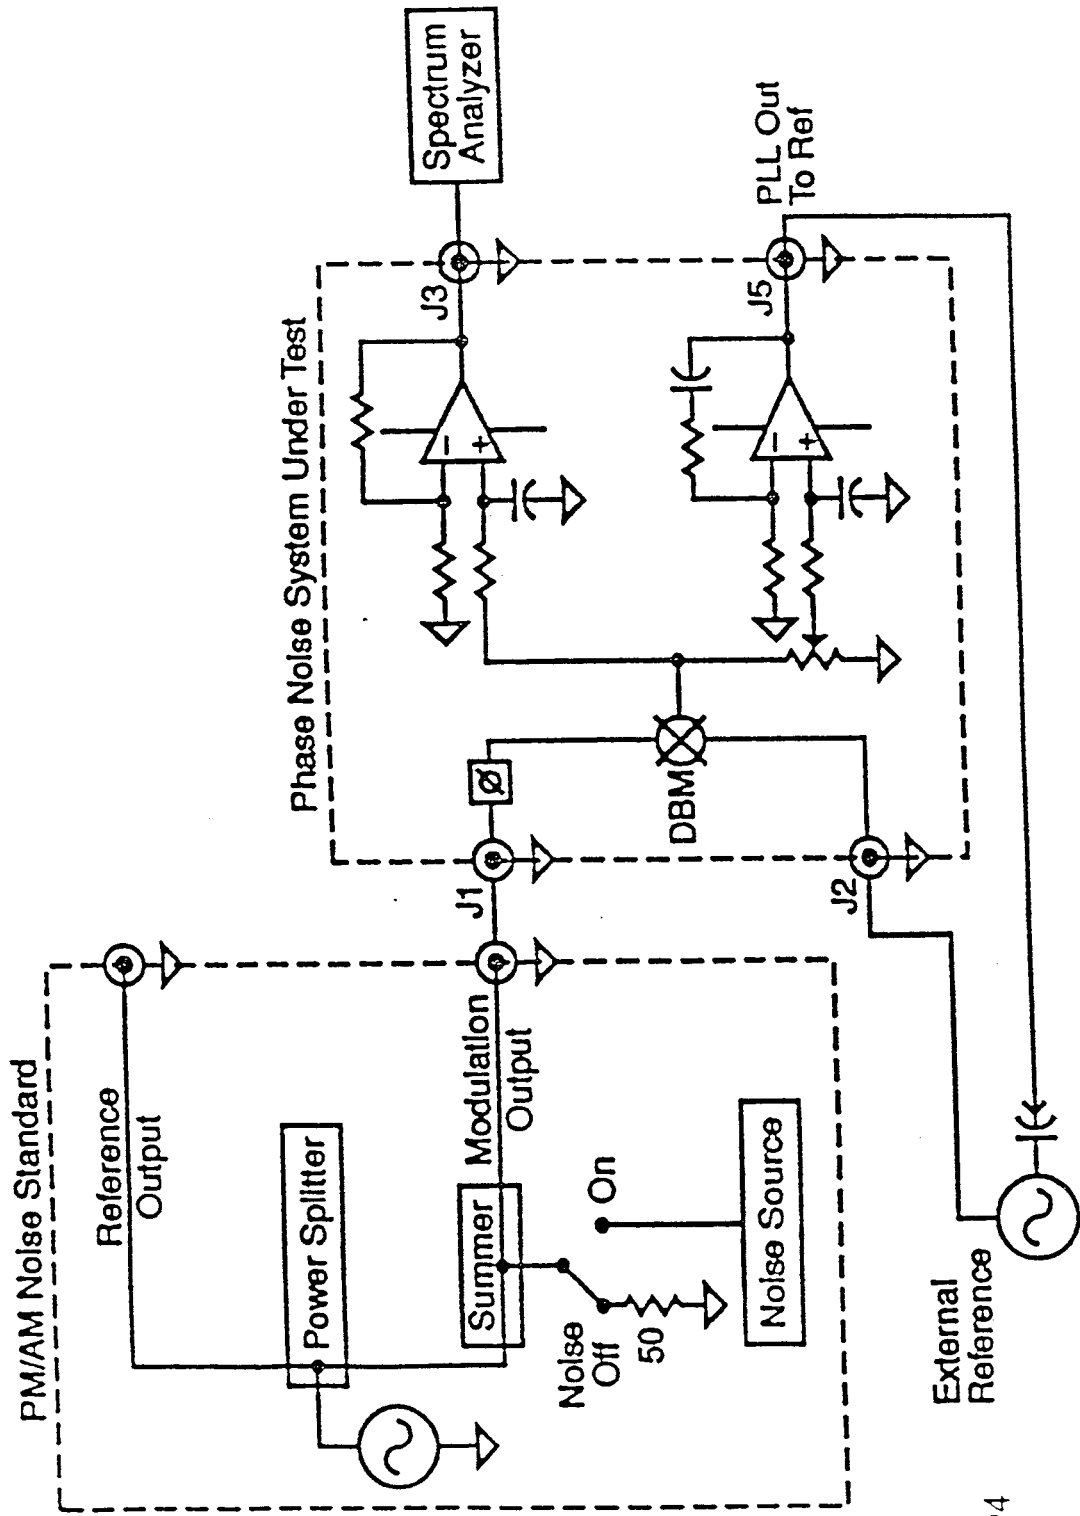 PM/AM Noise Standard
Reference
Output
Power Splitter
Summer
Modulation
Output
Noise
Off
On
50
Noise Source
External
Reference
Phase Noise System Under Test
J1
J2
DBM
Ø
-
+
-
+
J3
J5
Spectrum
Analyzer
PLL Out
To Ref